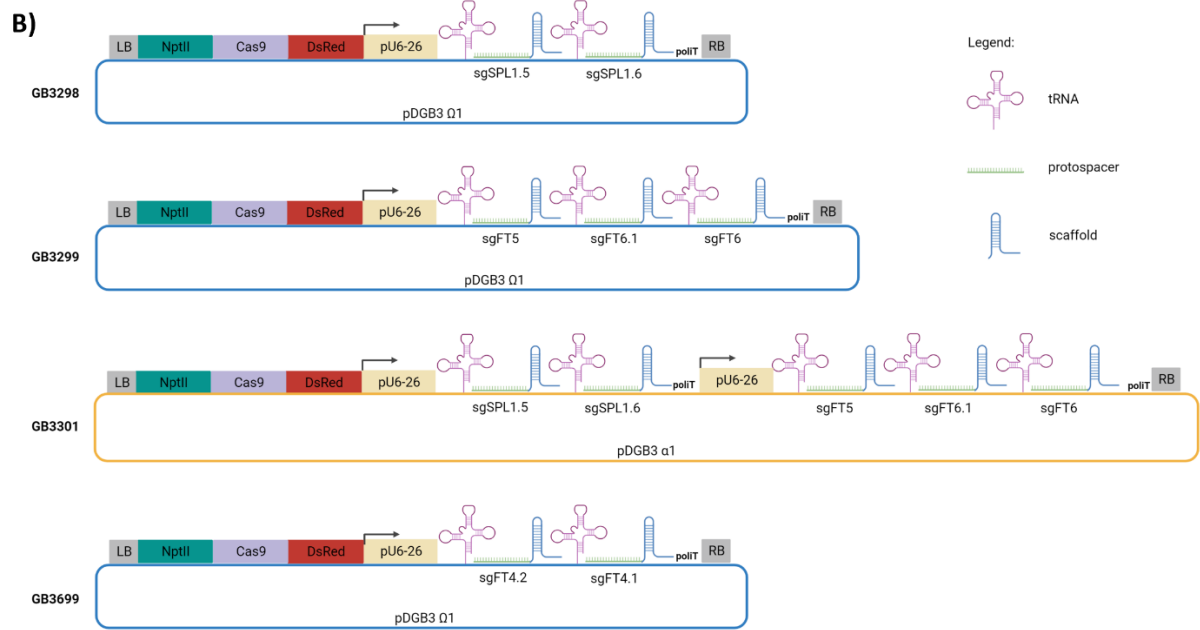 B)
LB NptII Cas9 DsRed pU6-26 poliT RB
sgSPL1.5 sgSPL1.6
GB3298
pDGB3 Ω1
Legend:
tRNA
protospacer
scaffold
LB NptII Cas9 DsRed pU6-26 poliT RB
sgFT5 sgFT6.1 sgFT6
GB3299
pDGB3 Ω1
LB NptII Cas9 DsRed pU6-26 poliT pU6-26 poliT RB
sgSPL1.5 sgSPL1.6 sgFT5 sgFT6.1 sgFT6
GB3301
pDGB3 α1
LB NptII Cas9 DsRed pU6-26 poliT RB
sgFT4.2 sgFT4.1
GB3699
pDGB3 Ω1